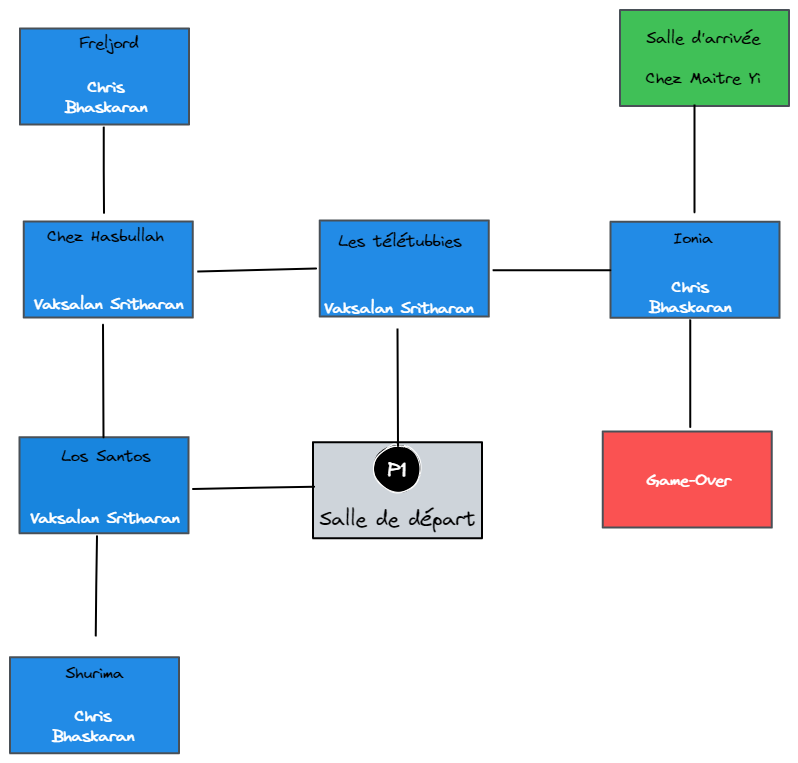 Freljord
Chris
Bhaskaran
Salle d'arrivée
Chez Maitre Yi
Chez Hasbullah
Vaksalan Sritharan
Les télétubbies
Vaksalan Sritharan
Ionia
Chris
Bhaskaran
Los Santos
Vaksalan Sritharan
P1
Salle de départ
Game-Over
Shurima
Chris
Bhaskaran